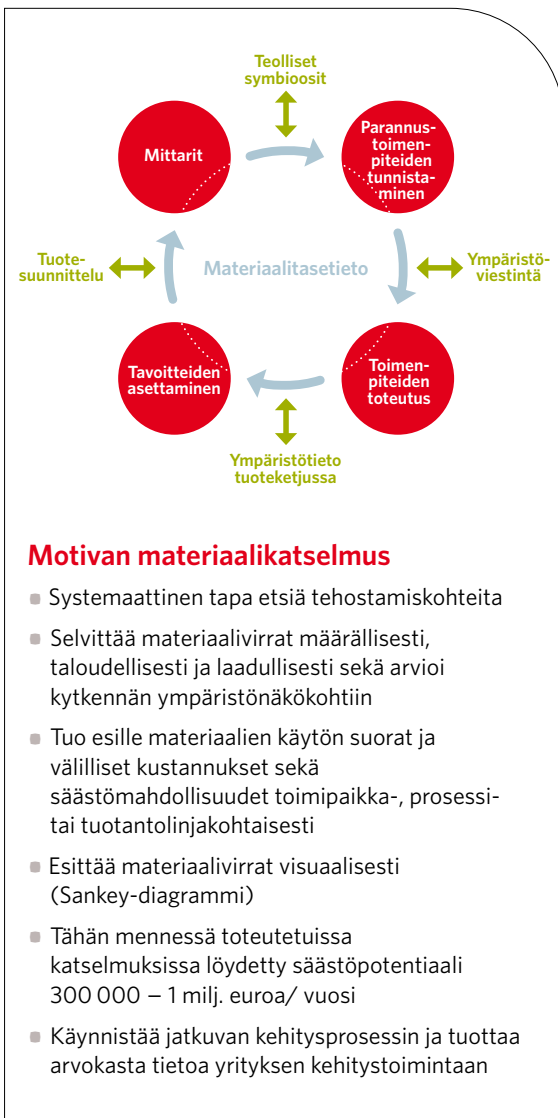 Teolliset
symbioosit
Mittarit
Parannus-
toimen-
piteiden
tunnista-
minen
Tuote-
suunnittelu
Materiaalitasetieto
Ympäristö-
viestintä
Tavoitteiden
asettaminen
Toimen-
piteiden
toteutus
Ympäristötieto
tuoteketjussa
Motivan materiaalikatselmus
Systemaattinen tapa etsiä tehostamiskohteita
Selvittää materiaalivirrat määrällisesti,
taloudellisesti ja laadullisesti sekä arvioi
kytkennän ympäristönäkökohtiin
Tuo esille materiaalien käytön suorat ja
välilliset kustannukset sekä
säästömahdollisuudet toimipaikka-, prosessi-
tai tuotantolinjakohtaisesti
Esittää materiaalivirrat visuaalisesti
(Sankey-diagrammi)
Tähän mennessä toteutetuissa
katselmuksissa löydetty säästöpotentiaali
300 000 – 1 milj. euroa/ vuosi
Käynnistää jatkuvan kehitysprosessin ja tuottaa
arvokasta tietoa yrityksen kehitystoimintaan